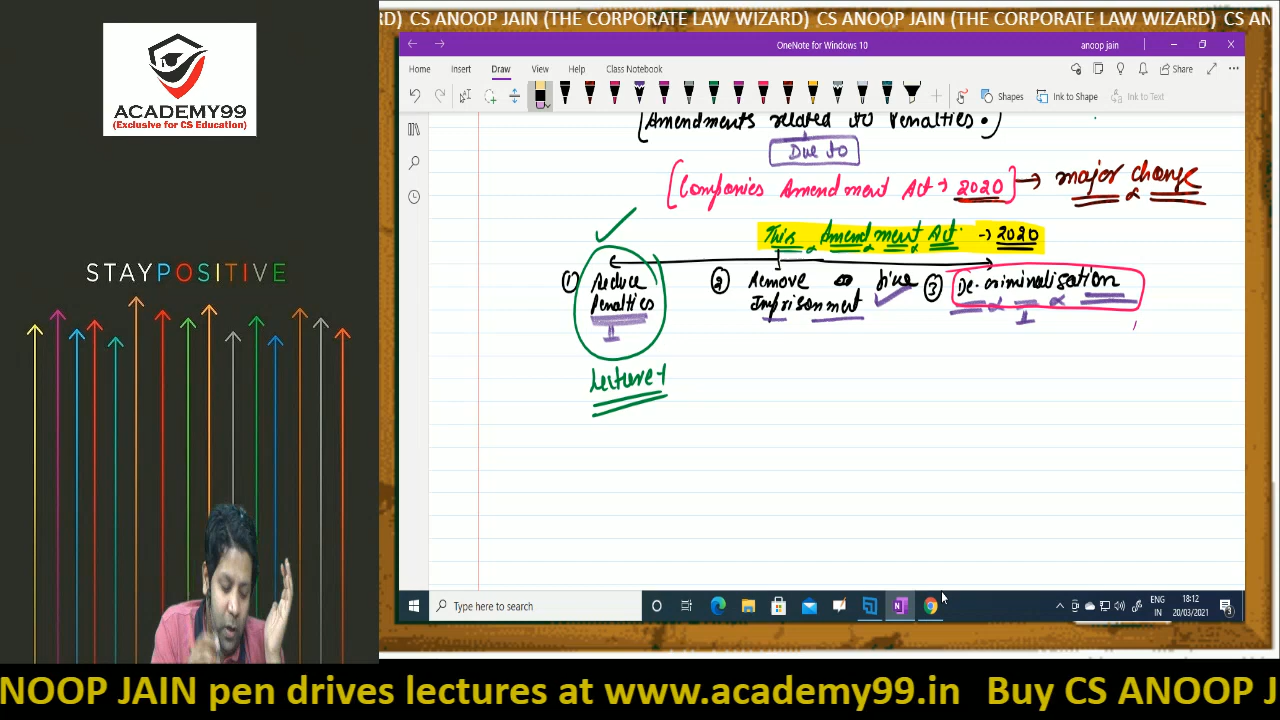 RD) CS ANOOP JAIN (THE CORPORATE LAW WIZARD) CS ANOOP JAIN (THE CORPORATE LAW WIZARD) CS AN
ACADEMY99
(Exclusive for CS Education)
STAYPOSITIVE
OneNote for Windows 10
anoop jain
Home Insert Draw View Help Class Notebook
Share
Shapes Ink to Shape Ink to Text
[Amendments related to Penalties.]
Due to
[Companies Amendment Act → 2020] → major change
This Amendment Act. → 2020
① Reduce Penalties
② Remove Imprisonment or fine
③ De-criminalisation
Lecture-1
Type here to search
ENG
IN
18:12
20/03/2021
3
NOOP JAIN pen drives lectures at www.academy99.in Buy CS ANOOP J